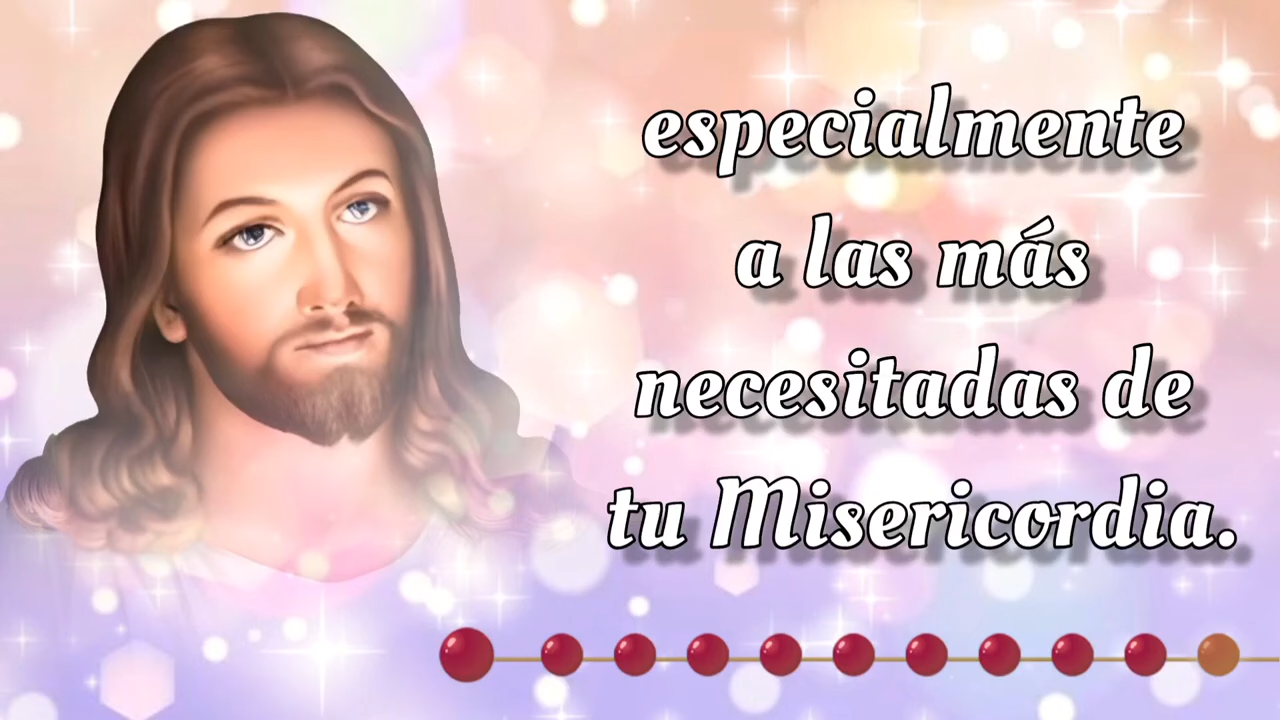 especialmente
a las más
necesitadas de
tu Misericordia.